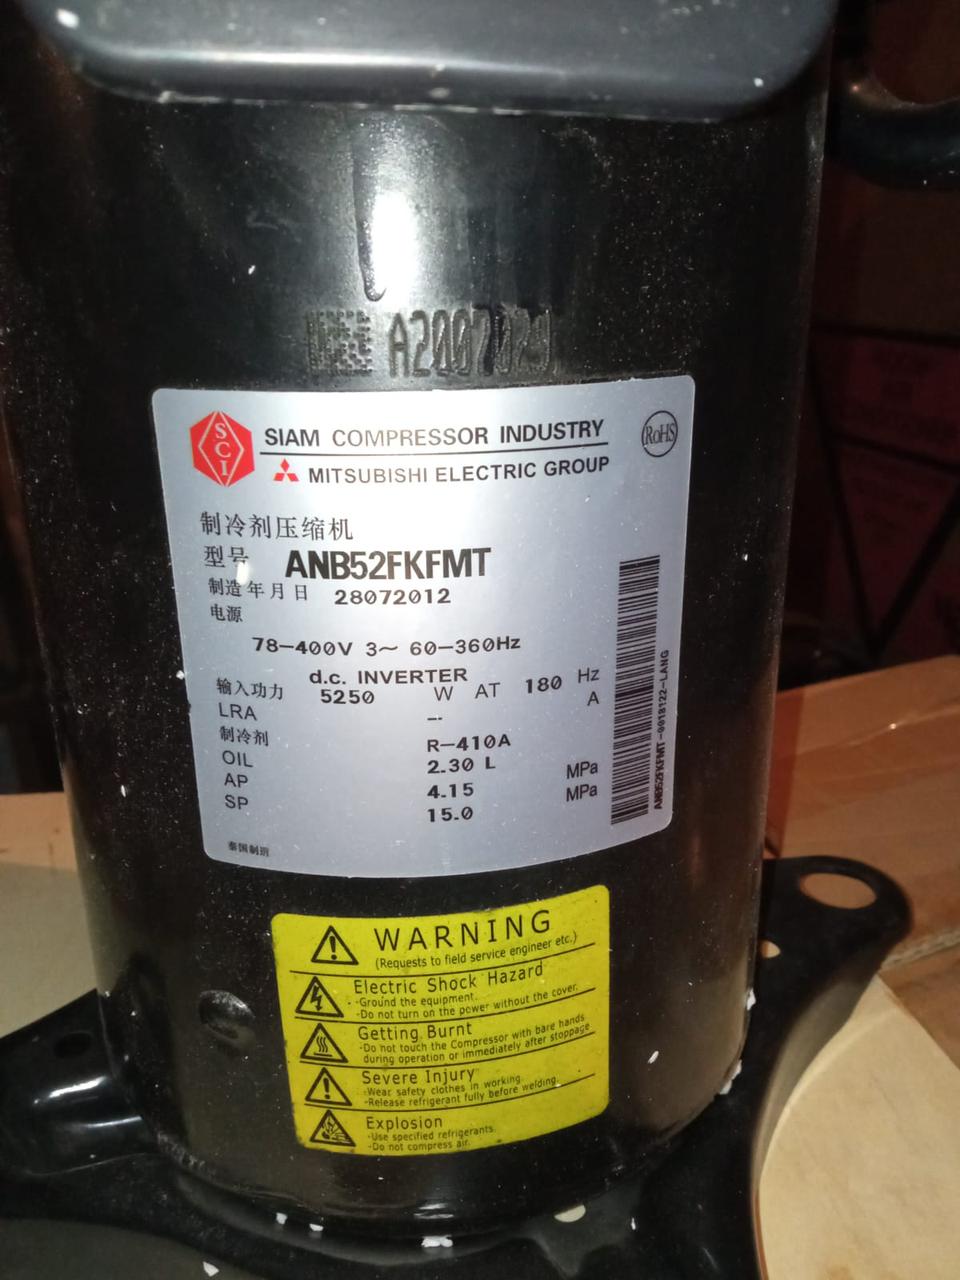 A2007029
SCI
SIAM COMPRESSOR INDUSTRY
RoHS
MITSUBISHI ELECTRIC GROUP
制冷剂压缩机
型号 ANB52FKFMT
制造年月日 28072012
电源
78-400V 3~ 60-360Hz
d.c. INVERTER
输入功力 5250 W AT 180 Hz
LRA -- A
制冷剂 R-410A
OIL 2.30 L
AP 4.15 MPa
SP 15.0 MPa
泰国制造
ANB52FKFMT-0018122-LANG
WARNING
(Requests to field service engineer etc.)
Electric Shock Hazard
-Ground the equipment.
-Do not turn on the power without the cover.
Getting Burnt
-Do not touch the Compressor with bare hands
during operation or immediately after stoppage
Severe Injury
-Wear safety clothes in working.
-Release refrigerant fully before welding.
Explosion
-Use specified refrigerants.
-Do not compress air.